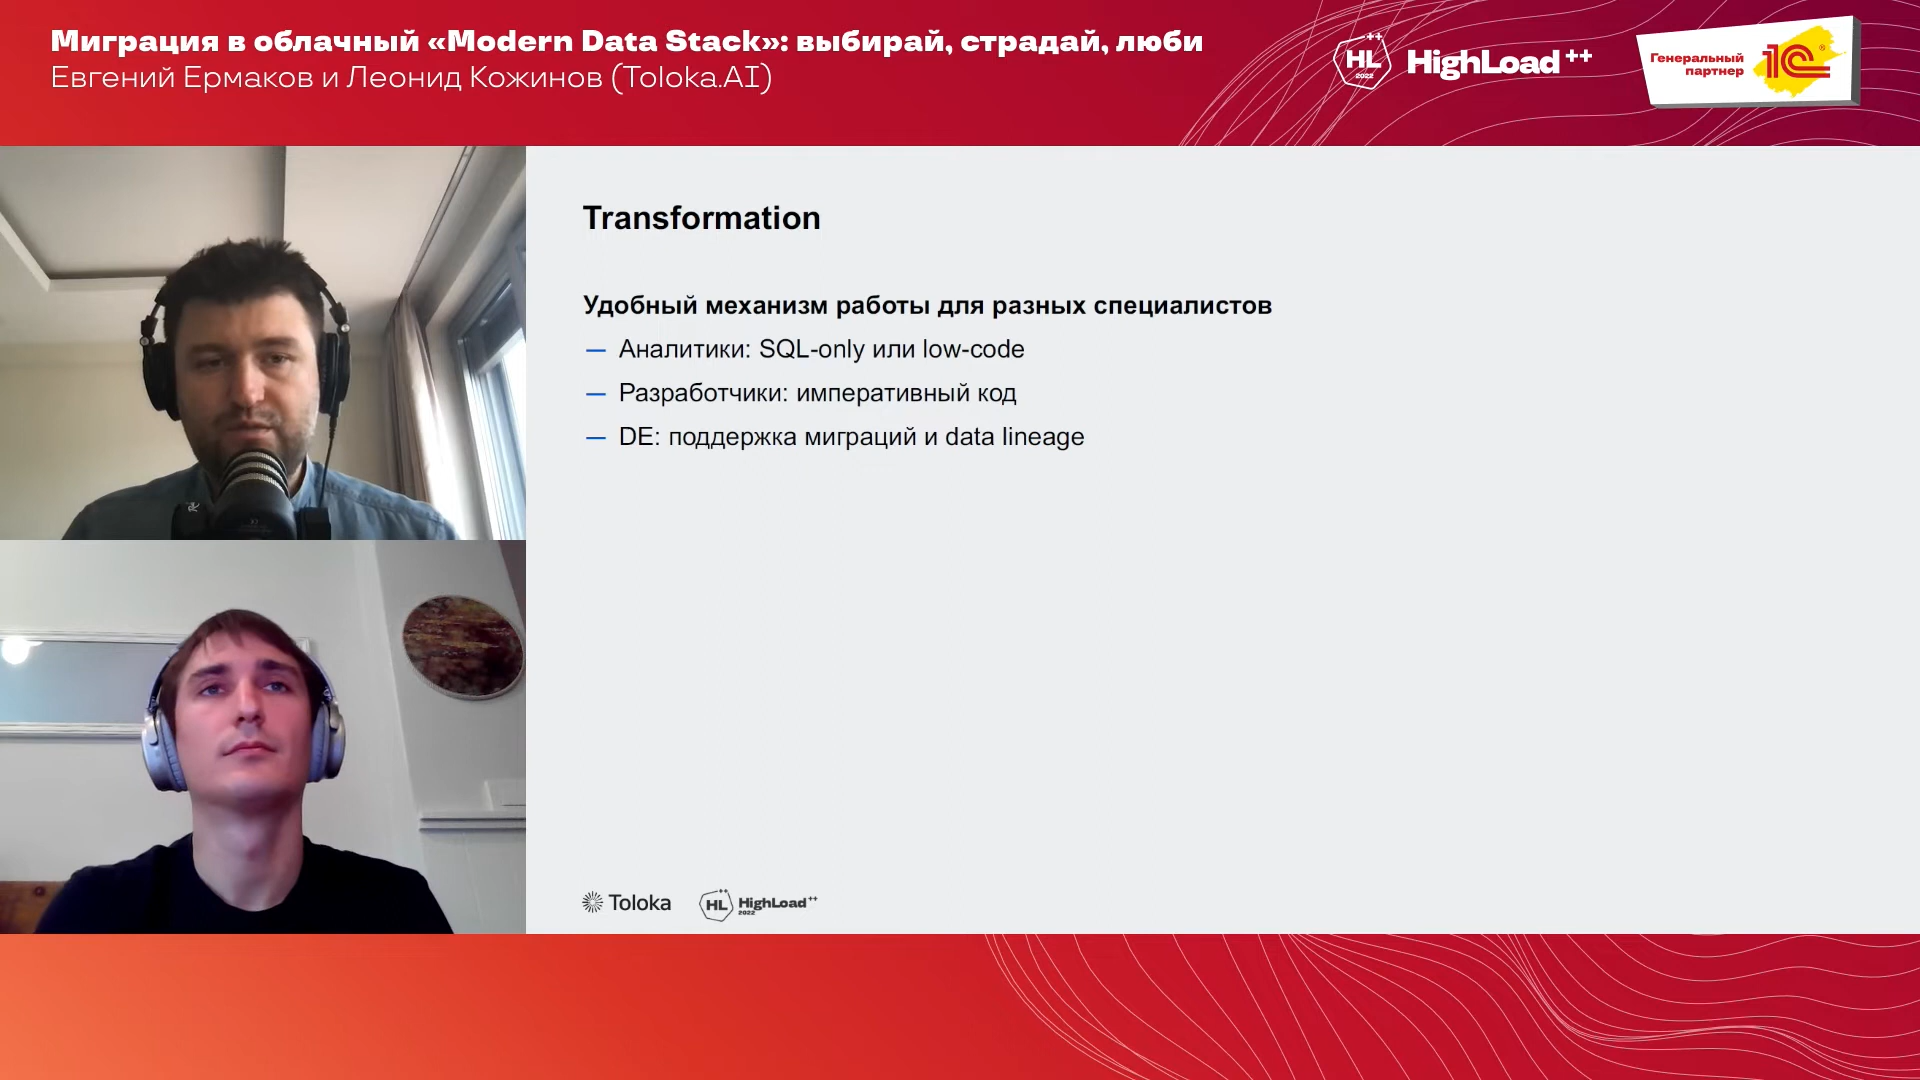 Миграция в облачный «Modern Data Stack»: выбирай, страдай, люби
Евгений Ермаков и Леонид Кожинов (Toloka.AI)
HL++
2022
HighLoad++
Генеральный
партнер
1С
Transformation
Удобный механизм работы для разных специалистов
— Аналитики: SQL-only или low-code
— Разработчики: императивный код
— DE: поддержка миграций и data lineage
Toloka
HL++
HighLoad++
2022